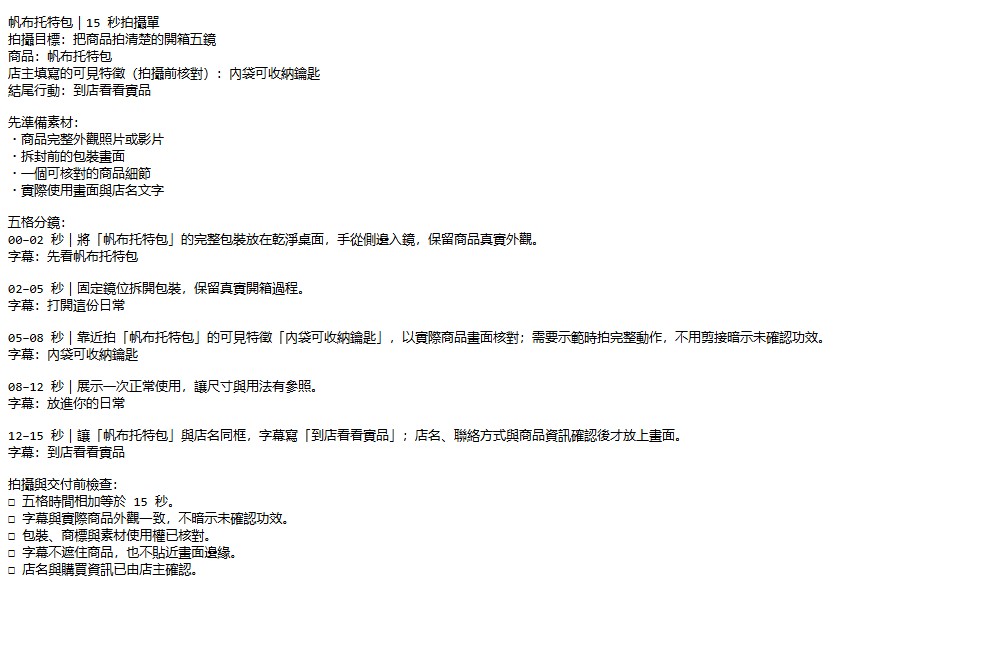 帆布托特包｜15 秒拍攝單
拍攝目標：把商品拍清楚的開箱五鏡
商品：帆布托特包
店主填寫的可見特徵（拍攝前核對）：內袋可收納鑰匙
結尾行動：到店看看實品
先準備素材：
・商品完整外觀照片或影片
・拆封前的包裝畫面
・一個可核對的商品細節
・實際使用畫面與店名文字
五格分鏡：
00–02 秒｜將「帆布托特包」的完整包裝放在乾淨桌面，手從側邊入鏡，保留商品真實外觀。
字幕：先看帆布托特包
02–05 秒｜固定鏡位拆開包裝，保留真實開箱過程。
字幕：打開這份日常
05–08 秒｜靠近拍「帆布托特包」的可見特徵「內袋可收納鑰匙」，以實際商品畫面核對；需要示範時拍完整動作，不用剪接暗示未確認功效。
字幕：內袋可收納鑰匙
08–12 秒｜展示一次正常使用，讓尺寸與用法有參照。
字幕：放進你的日常
12–15 秒｜讓「帆布托特包」與店名同框，字幕寫「到店看看實品」；店名、聯絡方式與商品資訊確認後才放上畫面。
字幕：到店看看實品
拍攝與交付前檢查：
□ 五格時間相加等於 15 秒。
□ 字幕與實際商品外觀一致，不暗示未確認功效。
□ 包裝、商標與素材使用權已核對。
□ 字幕不遮住商品，也不貼近畫面邊緣。
□ 店名與購買資訊已由店主確認。